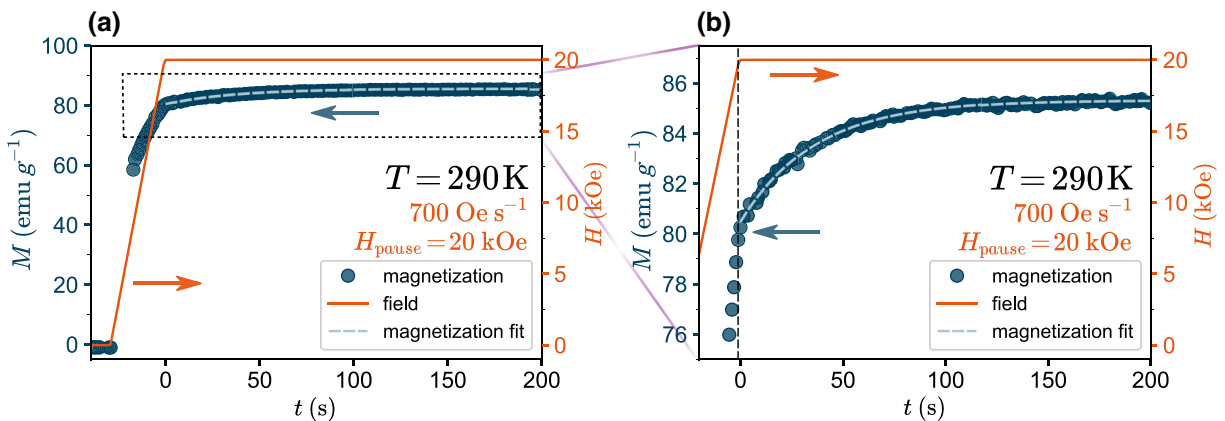 (a)
100
80
60
40
20
0
M (emu g⁻¹)
0
50
100
150
200
t (s)
20
15
10
5
0
H (kOe)
T = 290 K
700 Oe s⁻¹
H_pause = 20 kOe
magnetization
field
magnetization fit
(b)
86
84
82
80
78
76
M (emu g⁻¹)
0
50
100
150
200
t (s)
20
15
10
5
0
H (kOe)
T = 290 K
700 Oe s⁻¹
H_pause = 20 kOe
magnetization
field
magnetization fit